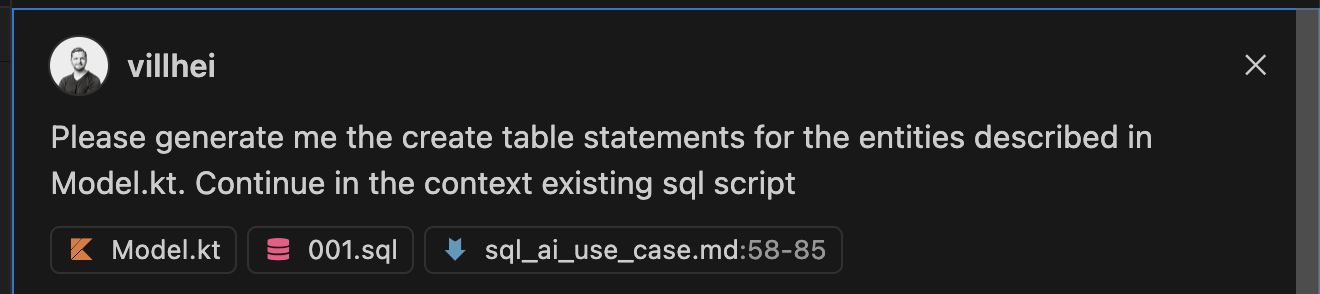 villhei
Please generate me the create table statements for the entities described in
Model.kt. Continue in the context existing sql script
Model.kt 001.sql sql_ai_use_case.md:58-85